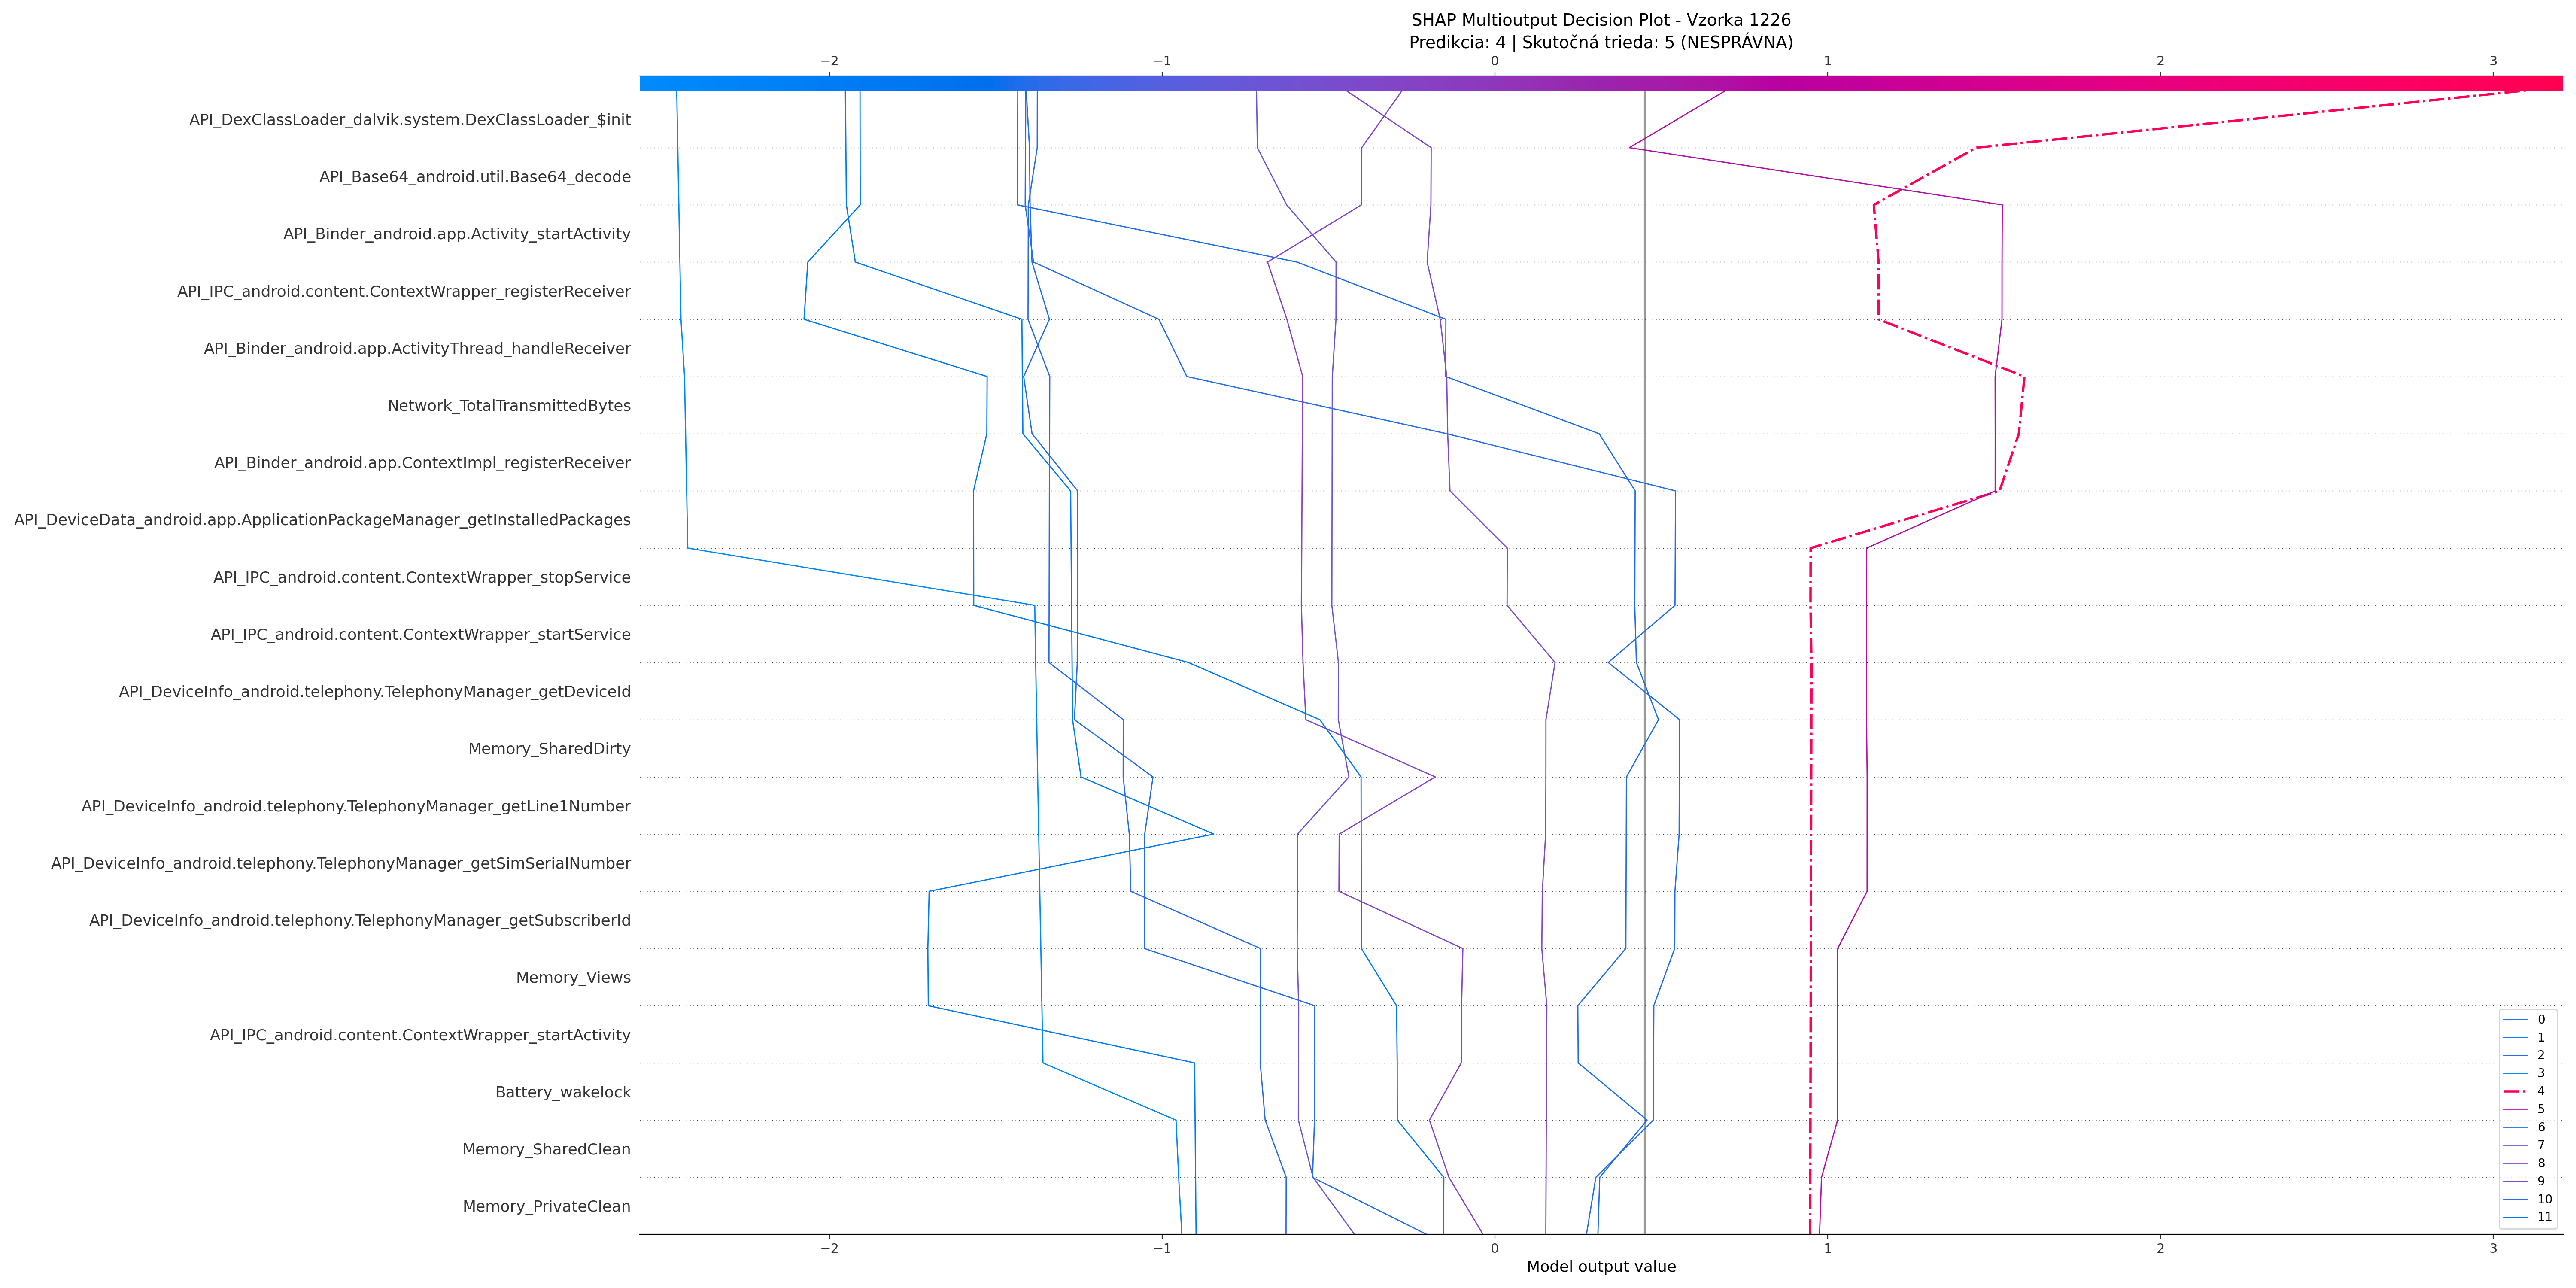 SHAP Multioutput Decision Plot - Vzorka 1226
Predikcia: 4 | Skutočná trieda: 5 (NESPRÁVNA)
−2 −1 0 1 2 3
API_DexClassLoader_dalvik.system.DexClassLoader_$init
API_Base64_android.util.Base64_decode
API_Binder_android.app.Activity_startActivity
API_IPC_android.content.ContextWrapper_registerReceiver
API_Binder_android.app.ActivityThread_handleReceiver
Network_TotalTransmittedBytes
API_Binder_android.app.ContextImpl_registerReceiver
API_DeviceData_android.app.ApplicationPackageManager_getInstalledPackages
API_IPC_android.content.ContextWrapper_stopService
API_IPC_android.content.ContextWrapper_startService
API_DeviceInfo_android.telephony.TelephonyManager_getDeviceId
Memory_SharedDirty
API_DeviceInfo_android.telephony.TelephonyManager_getLine1Number
API_DeviceInfo_android.telephony.TelephonyManager_getSimSerialNumber
API_DeviceInfo_android.telephony.TelephonyManager_getSubscriberId
Memory_Views
API_IPC_android.content.ContextWrapper_startActivity
Battery_wakelock
Memory_SharedClean
Memory_PrivateClean
0
1
2
3
4
5
6
7
8
9
10
11
−2 −1 0 1 2 3
Model output value